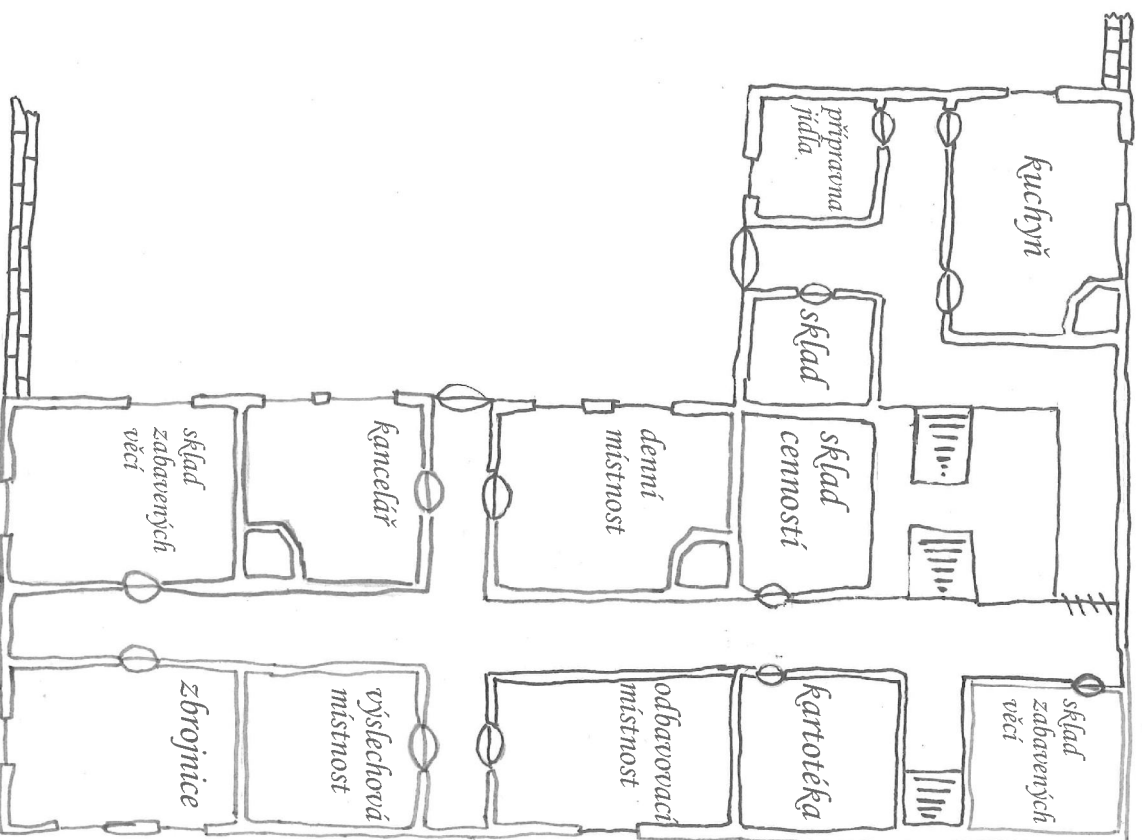 kuchyň
přípravna
jídla
sklad
sklad
cenností
denní
místnost
kancelář
sklad
zabavených
věcí
sklad
zabavených
věcí
kartotéka
odbavovací
místnost
výslechová
místnost
zbrojnice